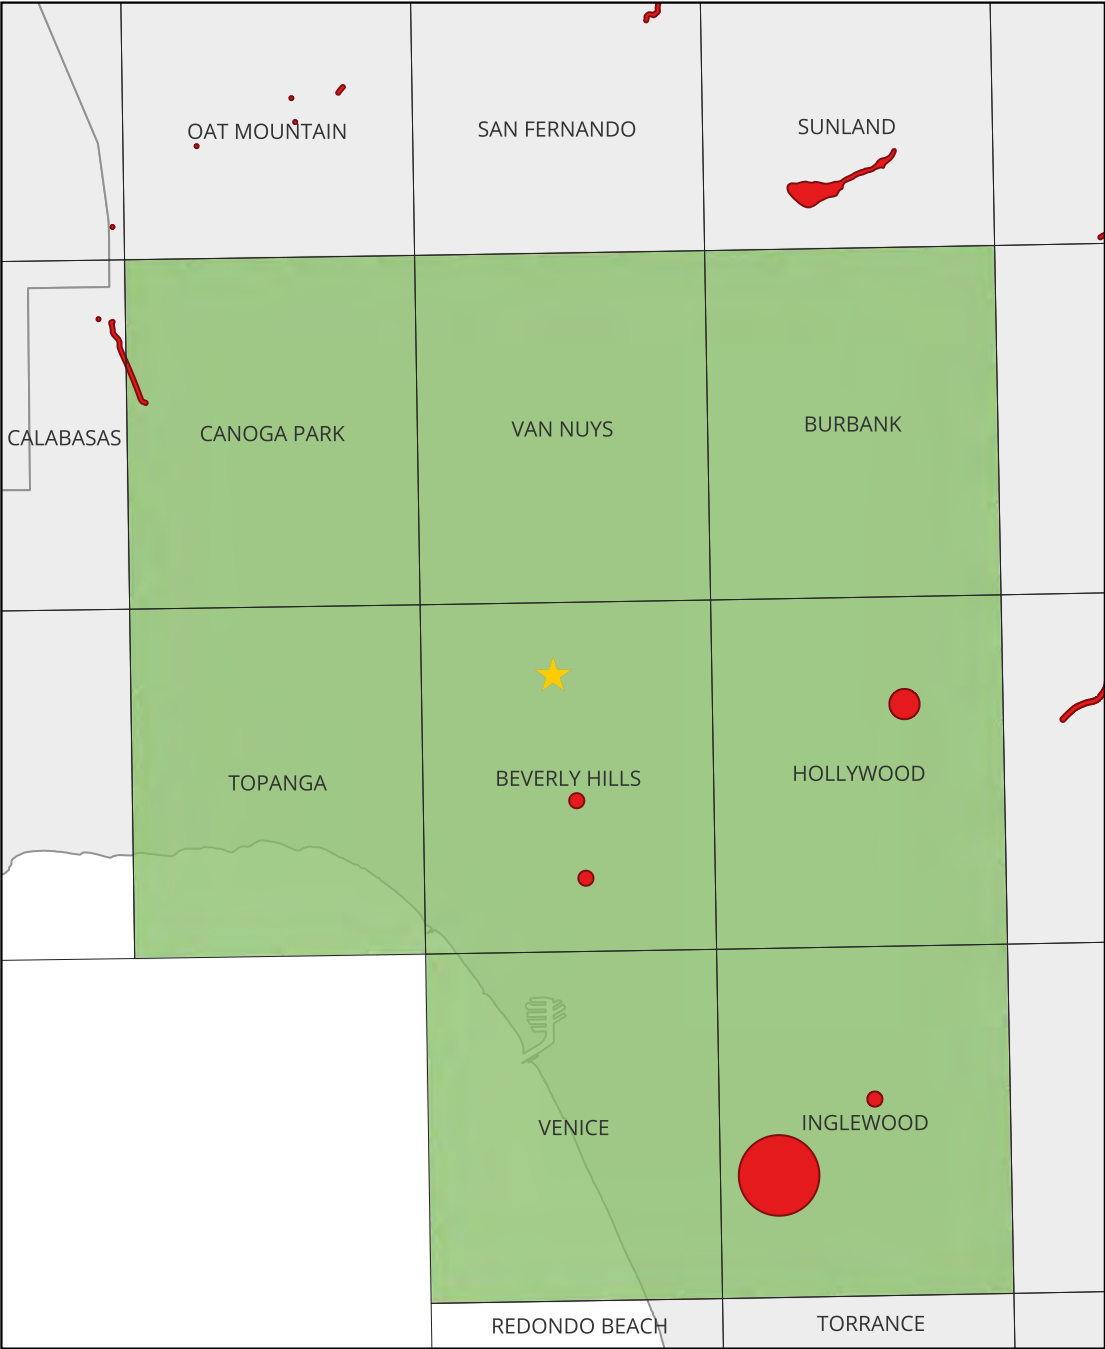 OAT MOUNTAIN
SAN FERNANDO
SUNLAND
CALABASAS
CANOGA PARK
VAN NUYS
BURBANK
TOPANGA
BEVERLY HILLS
HOLLYWOOD
VENICE
INGLEWOOD
REDONDO BEACH
TORRANCE